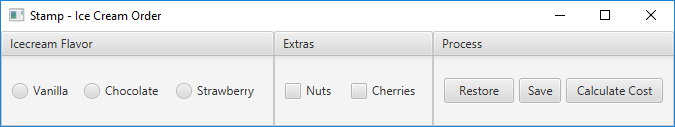 Stamp - Ice Cream Order
Icecream Flavor Extras Process
Vanilla Chocolate Strawberry Nuts Cherries Restore Save Calculate Cost